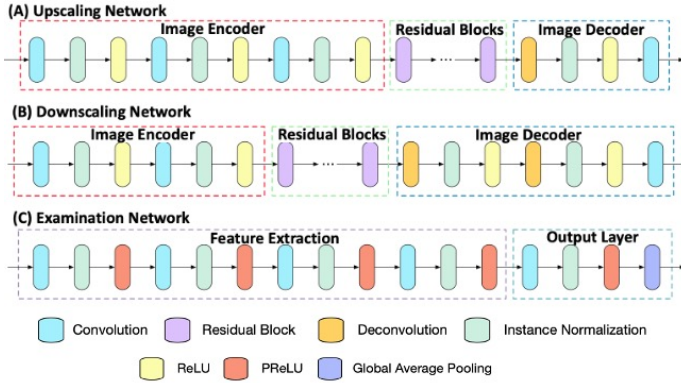 (A) Upscaling Network
Image Encoder Residual Blocks Image Decoder
(B) Downscaling Network
Image Encoder Residual Blocks Image Decoder
(C) Examination Network
Feature Extraction Output Layer
Convolution Residual Block Deconvolution Instance Normalization
ReLU PReLU Global Average Pooling